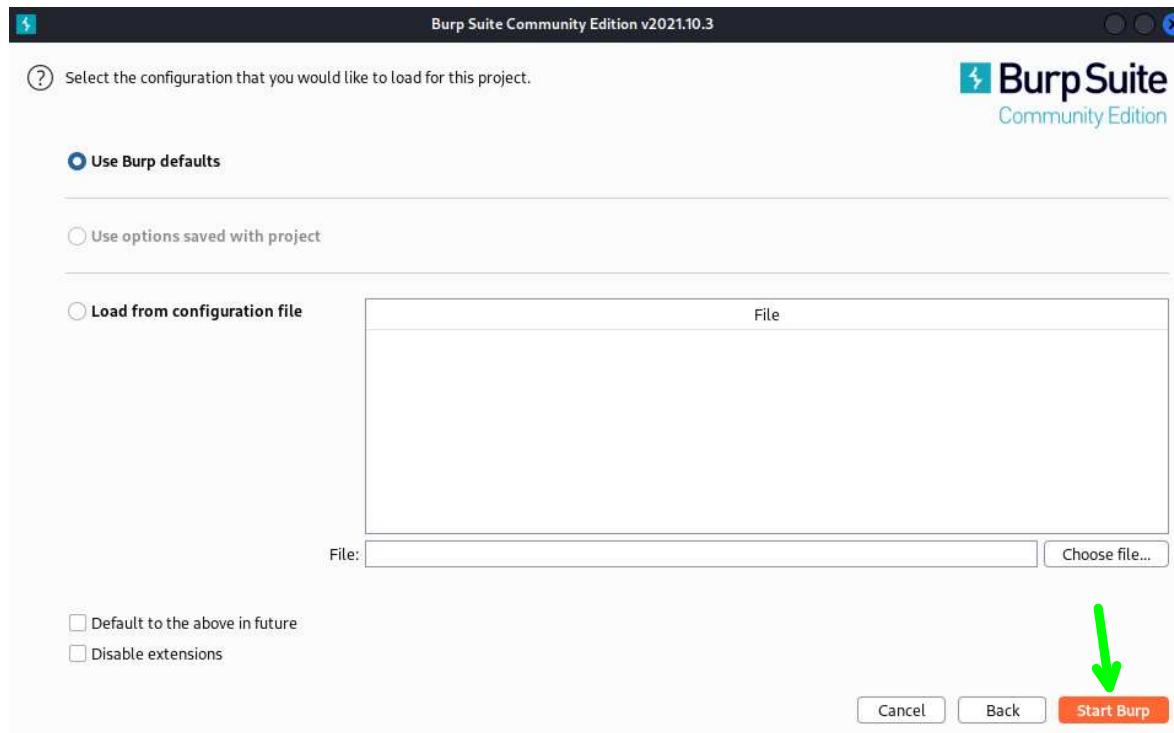 Burp Suite Community Edition v2021.10.3
Select the configuration that you would like to load for this project.
Burp Suite
Community Edition
Use Burp defaults
Use options saved with project
Load from configuration file
File
File:
Choose file...
Default to the above in future
Disable extensions
Cancel
Back
Start Burp